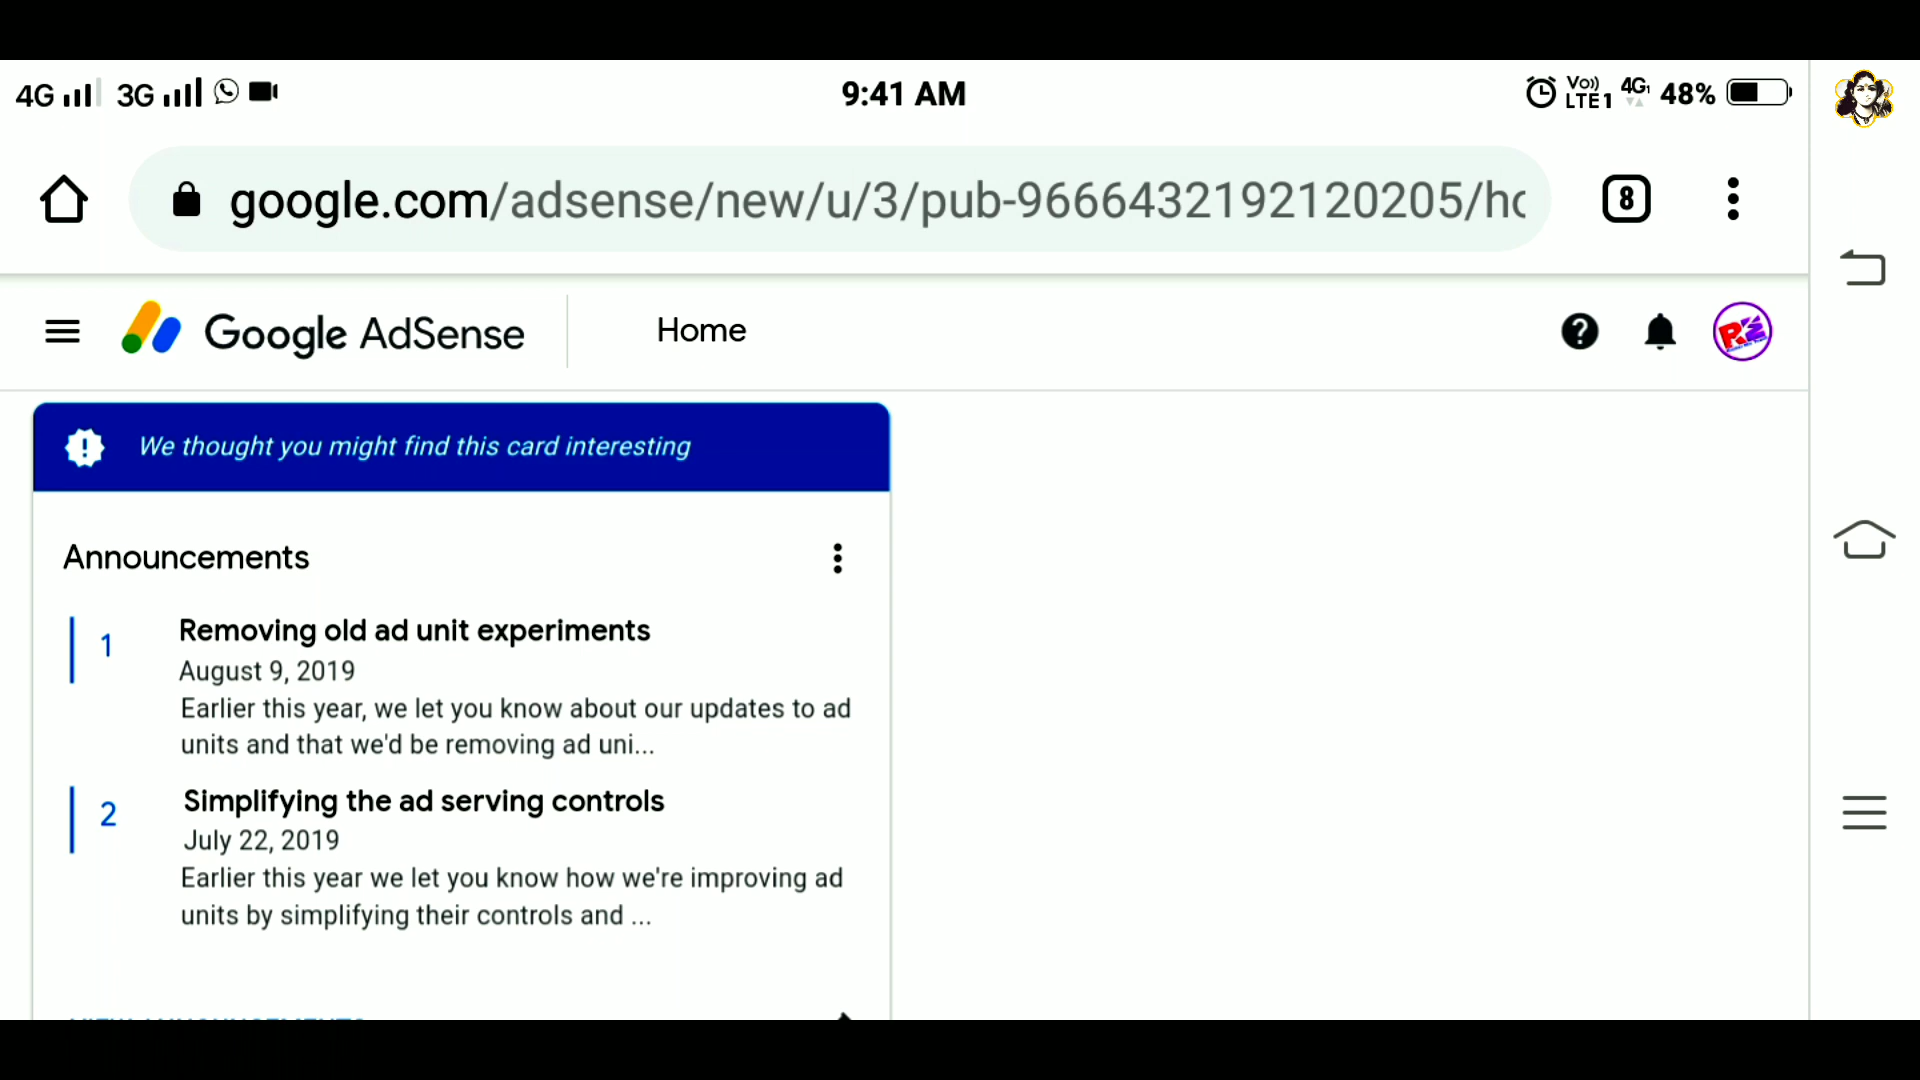 4G 3G 9:41 AM Vo)) LTE1 4G 48%
google.com/adsense/new/u/3/pub-9666432192120205/ho
8
Google AdSense Home
We thought you might find this card interesting
Announcements
1 Removing old ad unit experiments
August 9, 2019
Earlier this year, we let you know about our updates to ad
units and that we'd be removing ad uni...
2 Simplifying the ad serving controls
July 22, 2019
Earlier this year we let you know how we're improving ad
units by simplifying their controls and ...